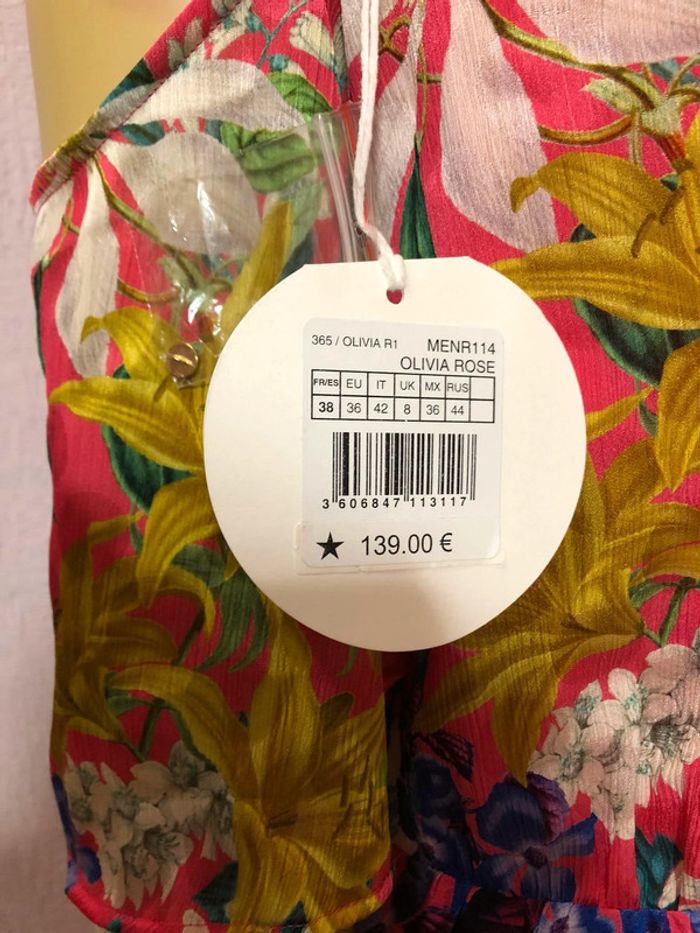 365 / OLIVIA R1 MENR114
OLIVIA ROSE
FR/ES EU IT UK MX RUS
38 36 42 8 36 44
3 606847 113117
★ 139.00 €